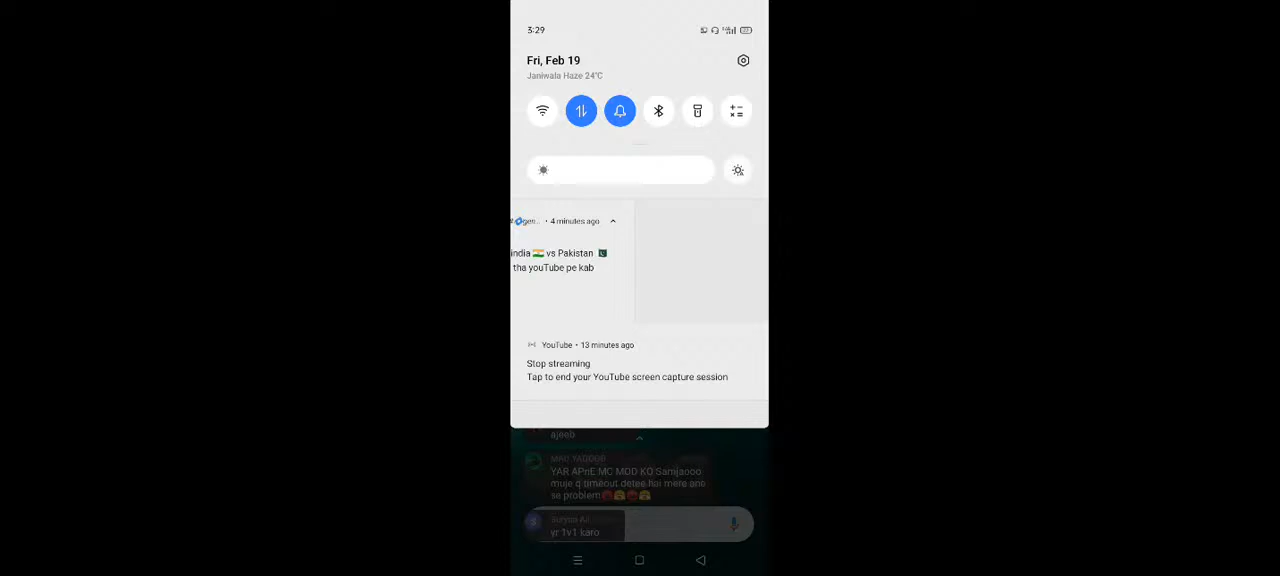 3:29
Fri, Feb 19
Janiwala Haze 24°C
4 minutes ago
india 🇮🇳 vs Pakistan 🇵🇰
tha youTube pe kab
YouTube • 13 minutes ago
Stop streaming
Tap to end your YouTube screen capture session
ajeeb
YAR APnE MC MOD KO Samjaooo
muje q timeout detee hai mere ane
se problem
yr 1v1 karo